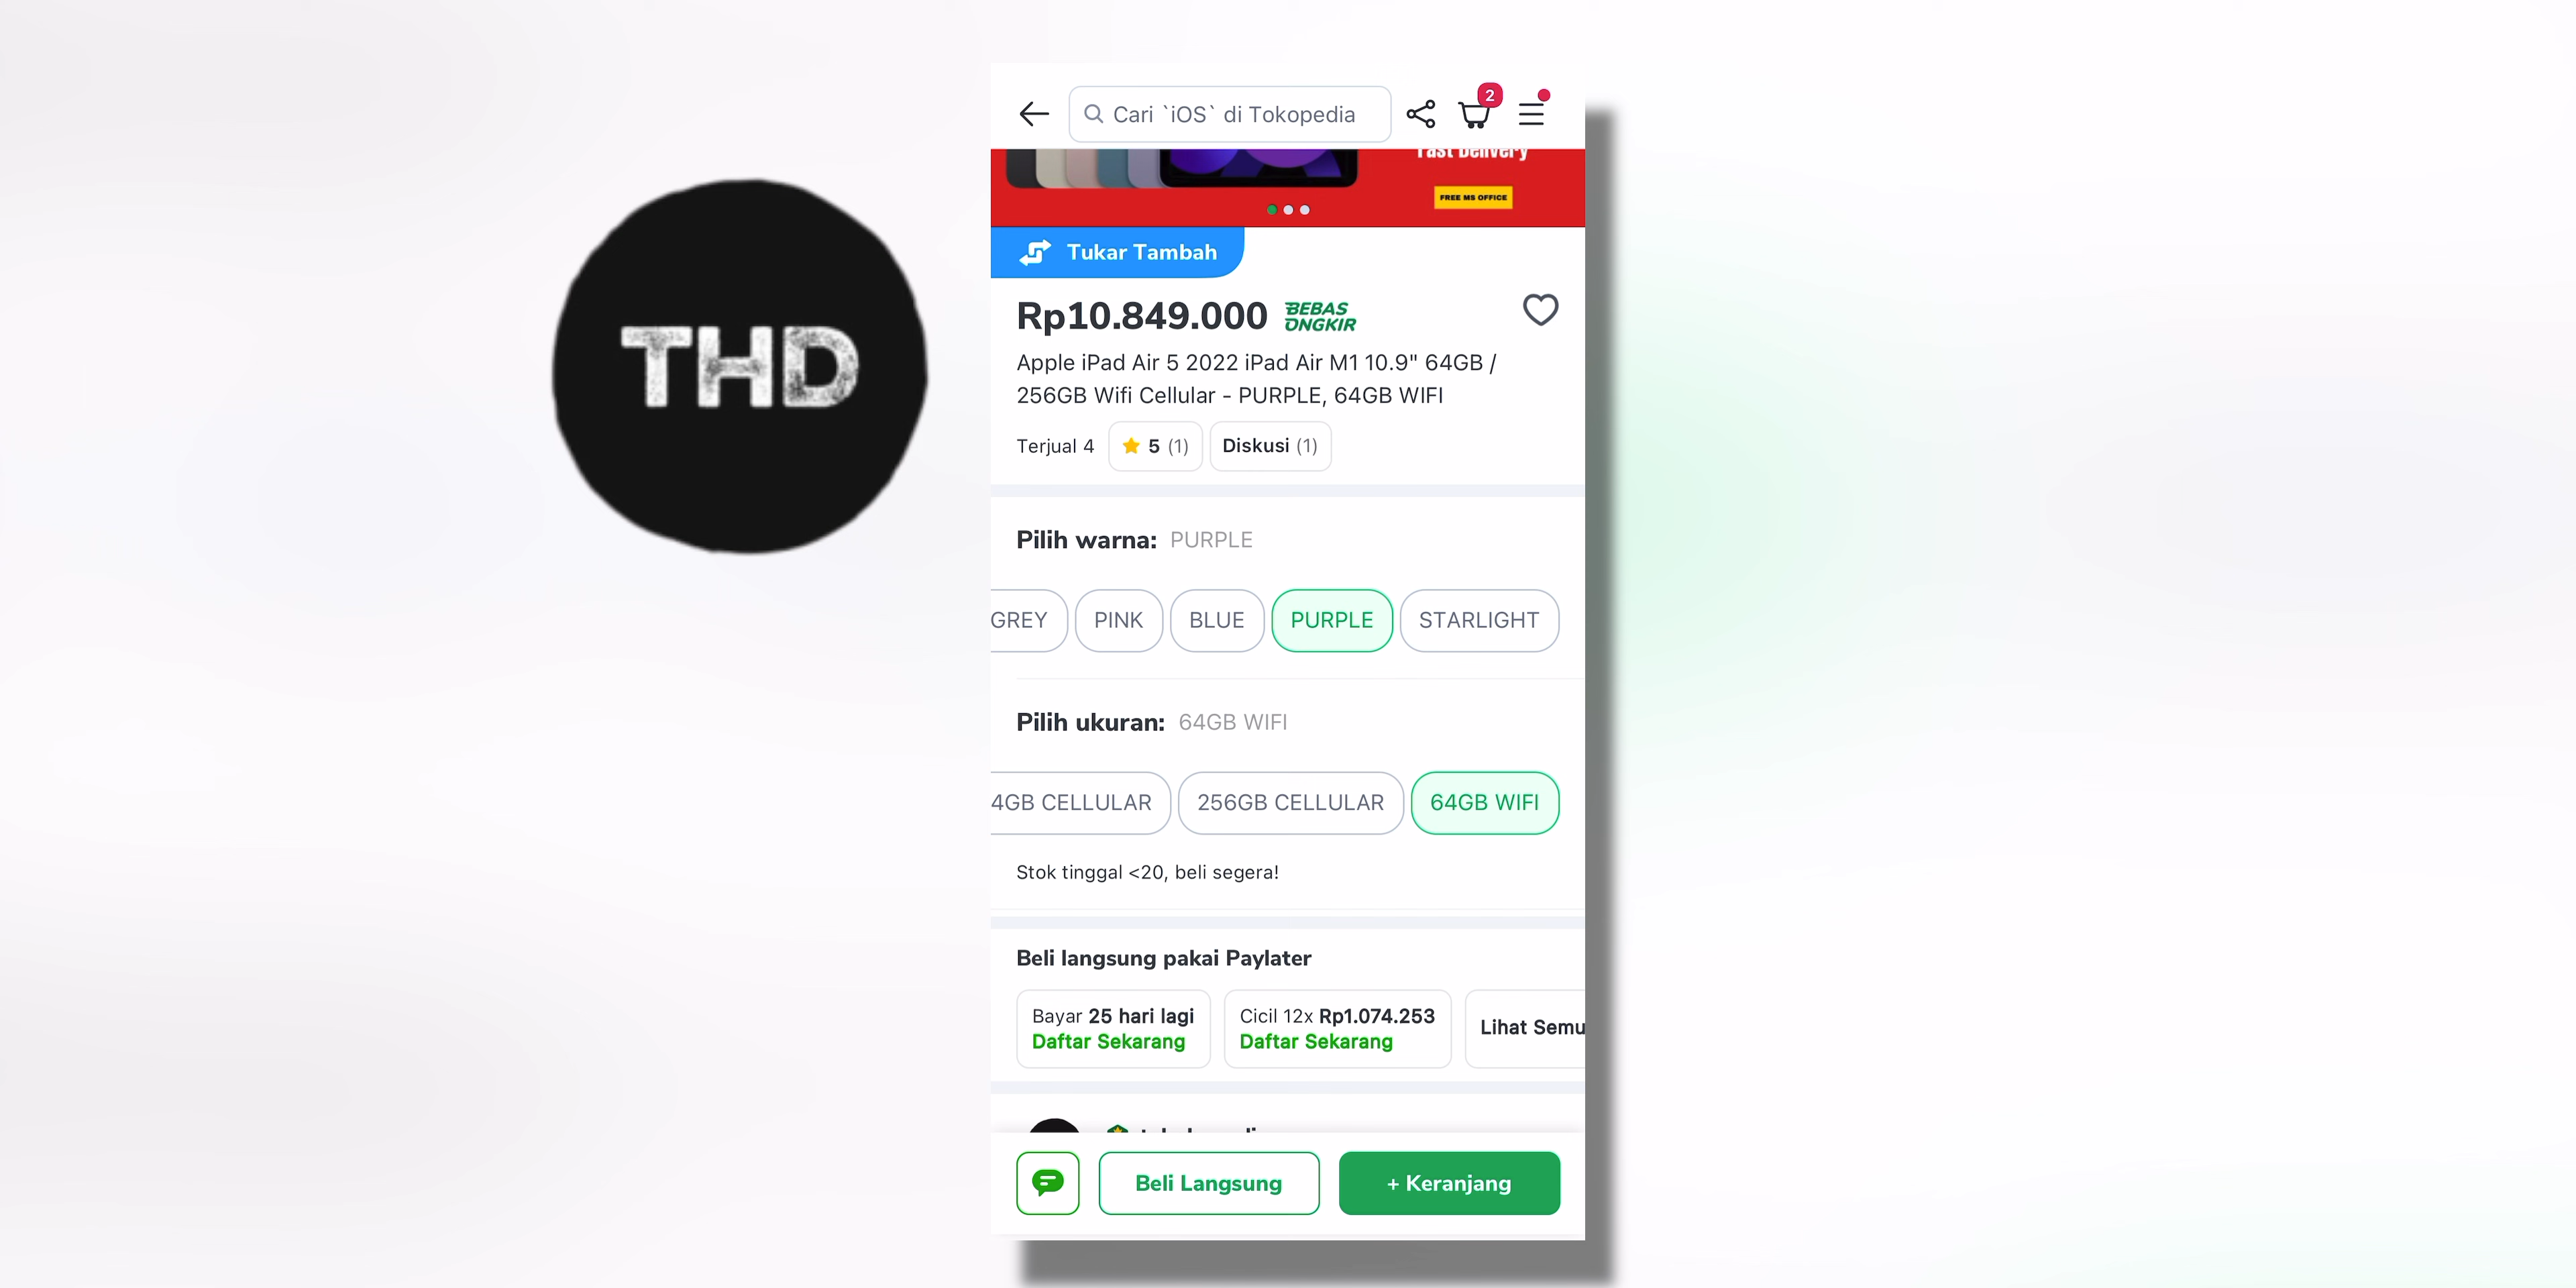 THD
Cari `iOS` di Tokopedia
2
Fast Delivery
FREE MS OFFICE
Tukar Tambah
Rp10.849.000 BEBAS ONGKIR
Apple iPad Air 5 2022 iPad Air M1 10.9" 64GB /
256GB Wifi Cellular - PURPLE, 64GB WIFI
Terjual 4 5 (1) Diskusi (1)
Pilih warna: PURPLE
GREY PINK BLUE PURPLE STARLIGHT
Pilih ukuran: 64GB WIFI
4GB CELLULAR 256GB CELLULAR 64GB WIFI
Stok tinggal <20, beli segera!
Beli langsung pakai Paylater
Bayar 25 hari lagi Cicil 12x Rp1.074.253 Lihat Semu
Daftar Sekarang Daftar Sekarang
Beli Langsung + Keranjang